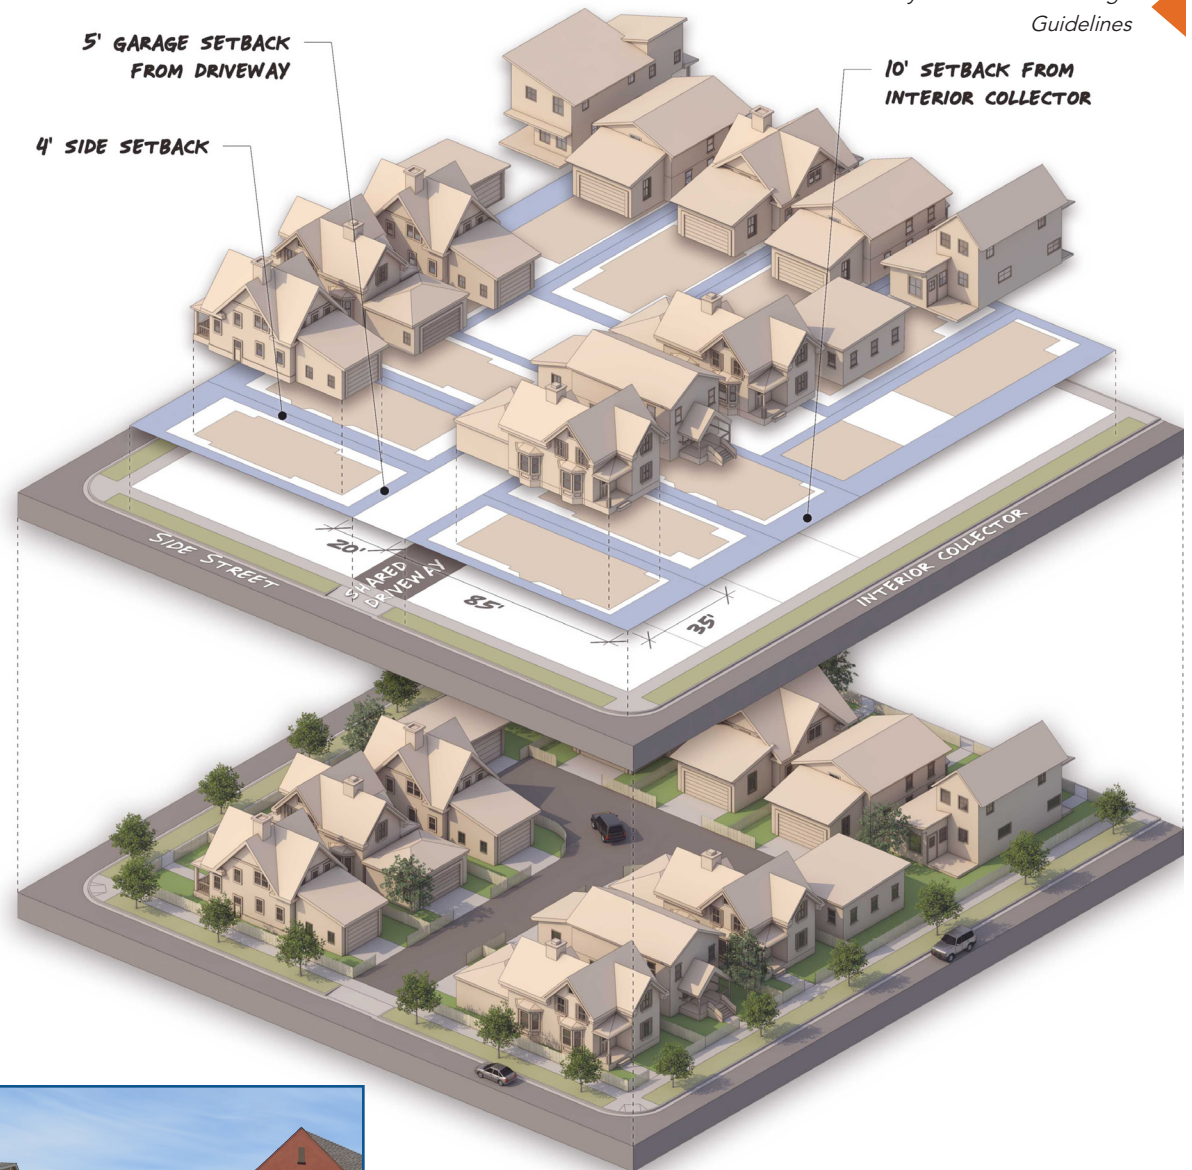 Guidelines
5' GARAGE SETBACK
FROM DRIVEWAY
10' SETBACK FROM
INTERIOR COLLECTOR
4' SIDE SETBACK
SIDE STREET
20'
SHARED
DRIVEWAY
85'
35'
INTERIOR COLLECTOR